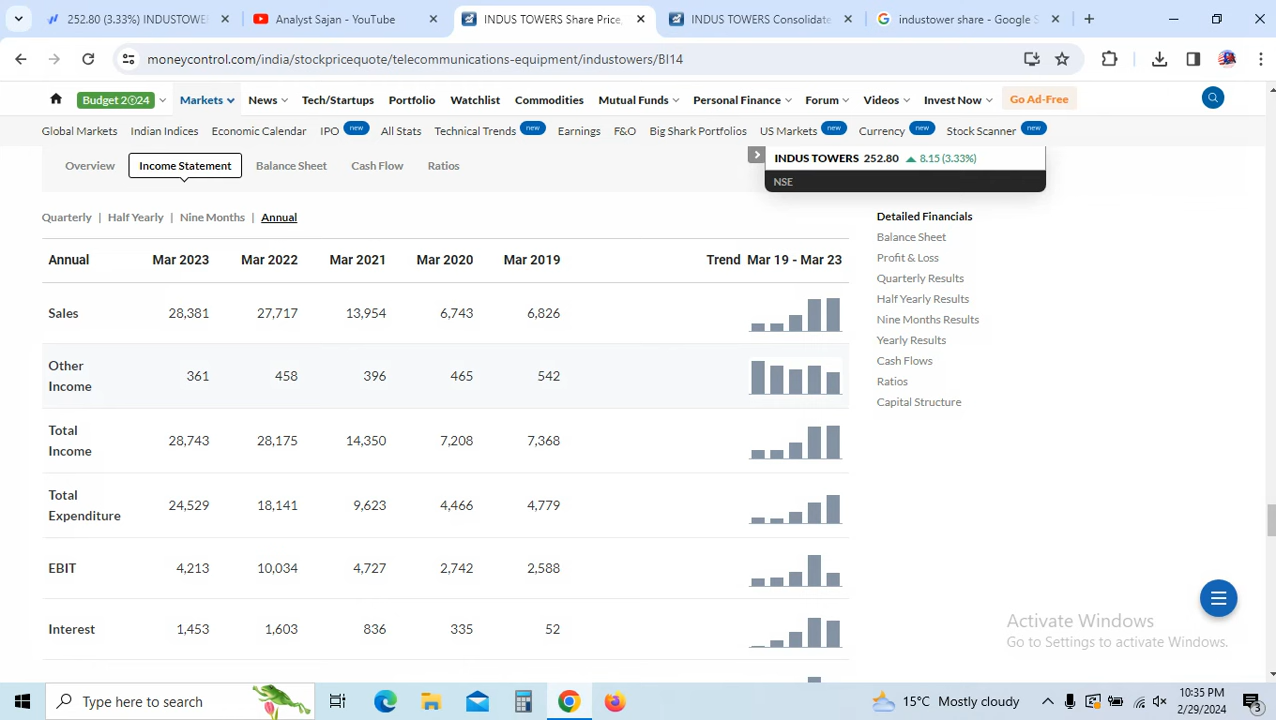 252.80 (3.33%) INDUSTOWE
Analyst Sajan - YouTube
INDUS TOWERS Share Price,
INDUS TOWERS Consolidate
industower share - Google S
moneycontrol.com/india/stockpricequote/telecommunications-equipment/industowers/BI14
Budget 2024 Markets News Tech/Startups Portfolio Watchlist Commodities Mutual Funds Personal Finance Forum Videos Invest Now Go Ad-Free
Global Markets Indian Indices Economic Calendar IPO new All Stats Technical Trends new Earnings F&O Big Shark Portfolios US Markets new Currency new Stock Scanner new
Overview Income Statement Balance Sheet Cash Flow Ratios
INDUS TOWERS 252.80 ▲ 8.15 (3.33%)
NSE
Quarterly | Half Yearly | Nine Months | Annual
Annual Mar 2023 Mar 2022 Mar 2021 Mar 2020 Mar 2019 Trend Mar 19 - Mar 23
Sales 28,381 27,717 13,954 6,743 6,826
Other
Income 361 458 396 465 542
Total
Income 28,743 28,175 14,350 7,208 7,368
Total
Expenditure 24,529 18,141 9,623 4,466 4,779
EBIT 4,213 10,034 4,727 2,742 2,588
Interest 1,453 1,603 836 335 52
Detailed Financials
Balance Sheet
Profit & Loss
Quarterly Results
Half Yearly Results
Nine Months Results
Yearly Results
Cash Flows
Ratios
Capital Structure
Activate Windows
Go to Settings to activate Windows.
Type here to search
15°C Mostly cloudy
10:35 PM
2/29/2024
3